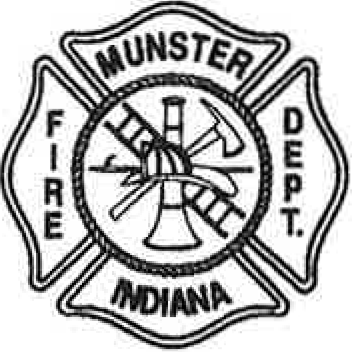 MUNSTER
FIRE
DEPT.
INDIANA